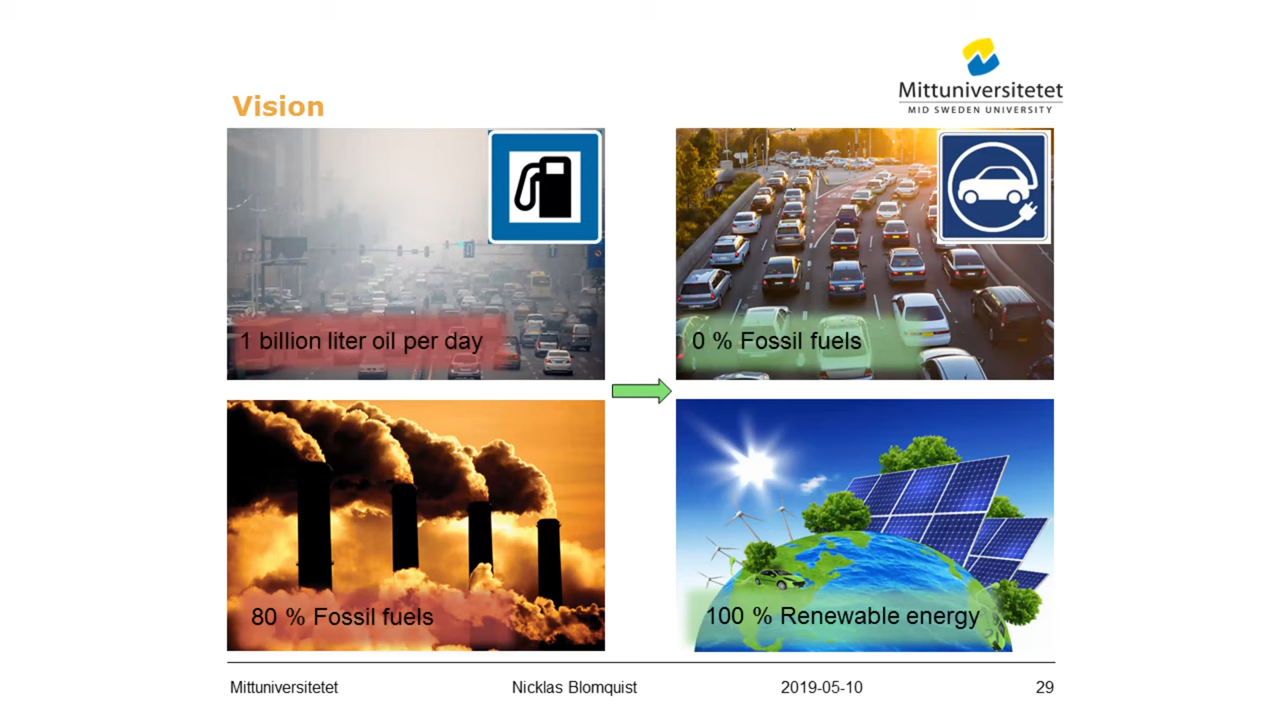 Mittuniversitetet
MID SWEDEN UNIVERSITY
Vision
1 billion liter oil per day
0 % Fossil fuels
80 % Fossil fuels
100 % Renewable energy
Mittuniversitetet
Nicklas Blomquist
2019-05-10
29